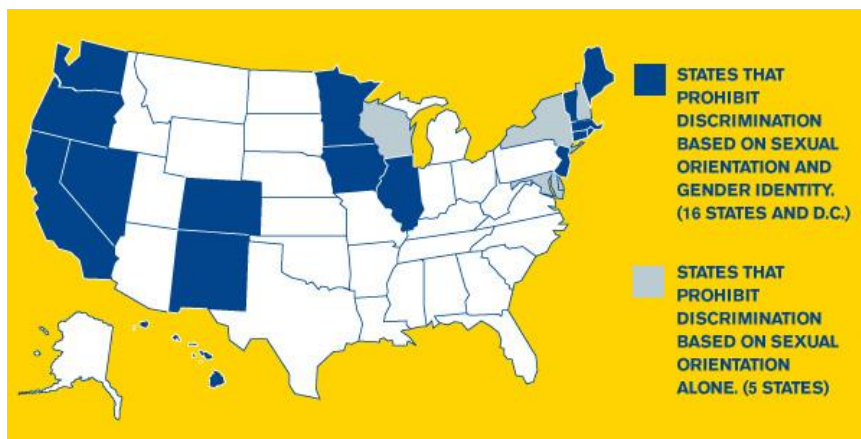 STATES THAT
PROHIBIT
DISCRIMINATION
BASED ON SEXUAL
ORIENTATION AND
GENDER IDENTITY.
(16 STATES AND D.C.)
STATES THAT
PROHIBIT
DISCRIMINATION
BASED ON SEXUAL
ORIENTATION
ALONE. (5 STATES)